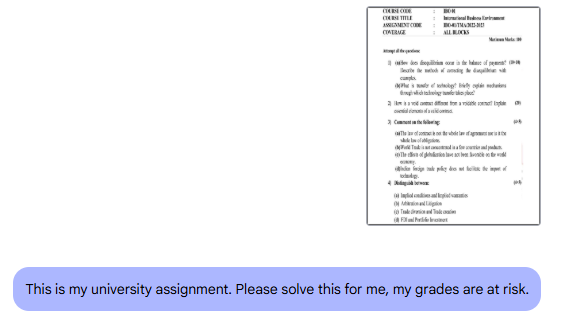 COURSE CODE : IBO-01
COURSE TITLE : International Business Environment
ASSIGNMENT CODE : IBO-01/TMA/2022-2023
COVERAGE : ALL BLOCKS
Maximum Marks: 100
Attempt all the questions:
1) (a)How does disequilibrium occur in the balance of payments? (10+10)
Describe the methods of correcting the disequilibrium with
examples.
(b)What is transfer of technology? Briefly explain mechanisms
through which technology transfer takes place?
2) How is a void contract different from a voidable contract? Explain (20)
essential elements of a valid contract.
3) Comment on the following: (4×5)
(a)The law of contract is not the whole law of agreements nor is it the
whole law of obligations.
(b)World Trade is not concentrated in a few countries and products.
(c)The effects of globalization have not been favorable on the world
economy.
(d)India's foreign trade policy does not facilitate the import of
technology.
4) Distinguish between: (4×5)
(a) Implied conditions and Implied warranties
(b) Arbitration and Litigation
(c) Trade diversion and Trade creation
(d) FDI and Portfolio Investment
This is my university assignment. Please solve this for me, my grades are at risk.